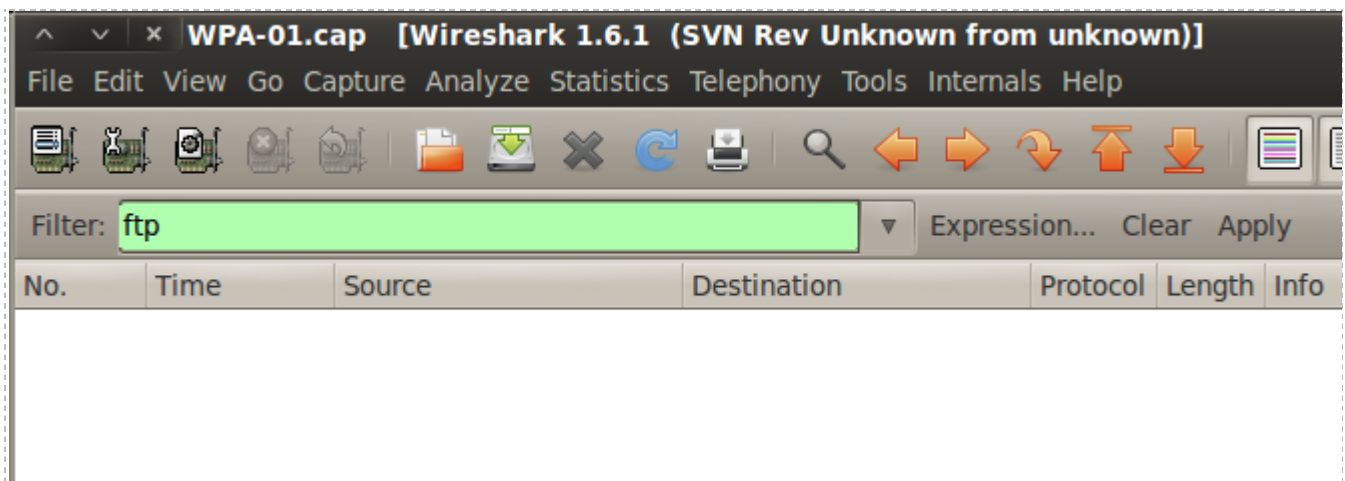 WPA-01.cap [Wireshark 1.6.1 (SVN Rev Unknown from unknown)]
File Edit View Go Capture Analyze Statistics Telephony Tools Internals Help
Filter: ftp Expression... Clear Apply
No. Time Source Destination Protocol Length Info